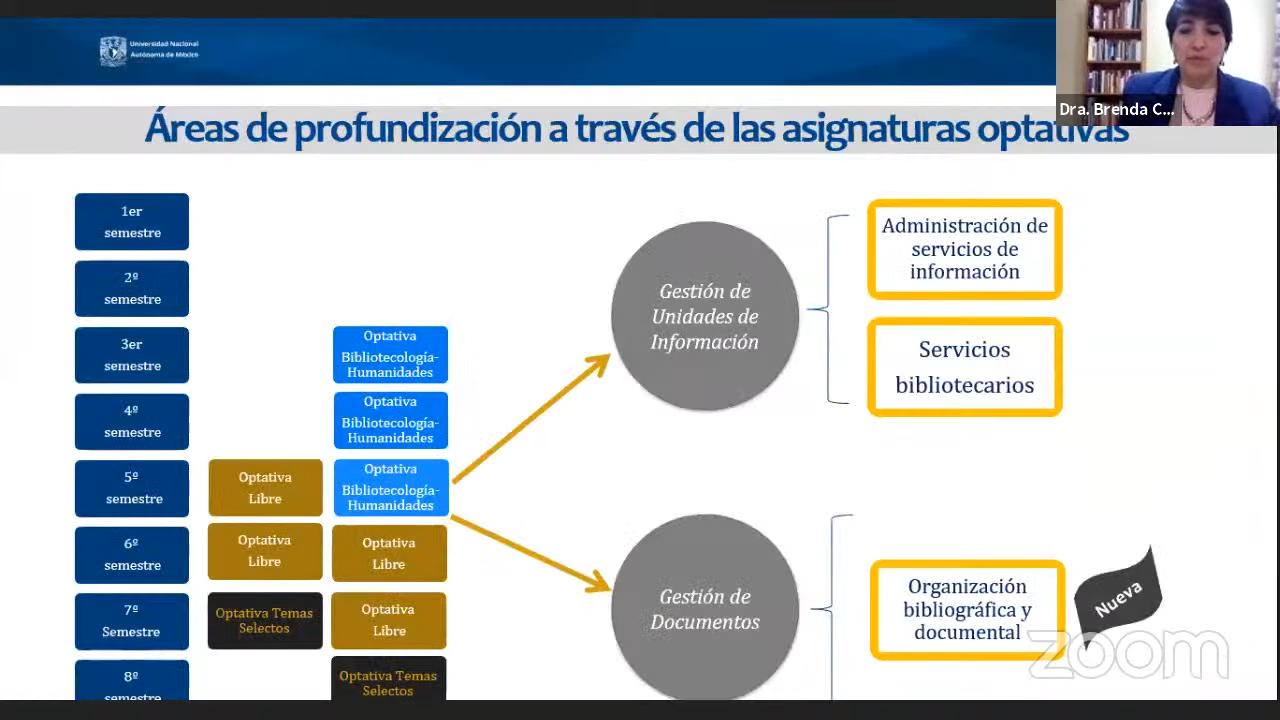 Universidad Nacional
Autónoma de México
Dra. Brenda C...
Áreas de profundización a través de las asignaturas optativas
1er
semestre
2º
semestre
3er
semestre
4º
semestre
5º
semestre
6º
semestre
7º
Semestre
8º
semestre
Optativa
Bibliotecología-
Humanidades
Optativa
Bibliotecología-
Humanidades
Optativa
Libre
Optativa
Bibliotecología-
Humanidades
Optativa
Libre
Optativa
Libre
Optativa Temas
Selectos
Optativa
Libre
Optativa Temas
Selectos
Gestión de
Unidades de
Información
Administración de
servicios de
información
Servicios
bibliotecarios
Gestión de
Documentos
Organización
bibliográfica y
documental
Nueva
zoom